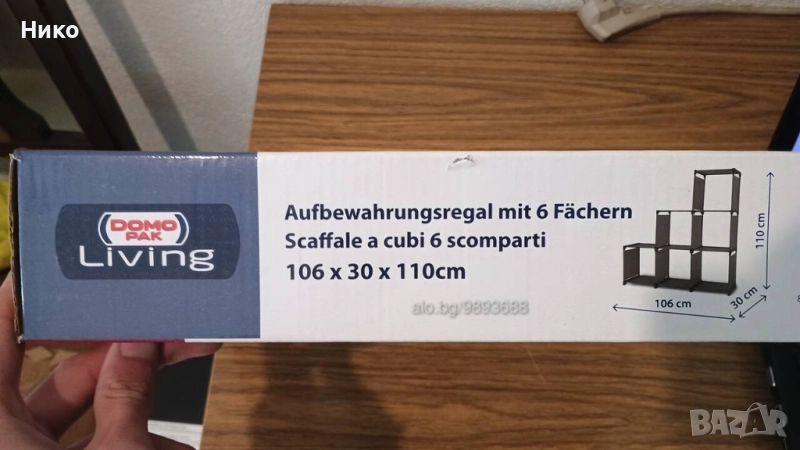 Нико
DOMO
PAK
Living
Aufbewahrungsregal mit 6 Fächern
Scaffale a cubi 6 scomparti
106 x 30 x 110cm
110 cm
106 cm
30 cm
alo.bg/9893688
BAZAR